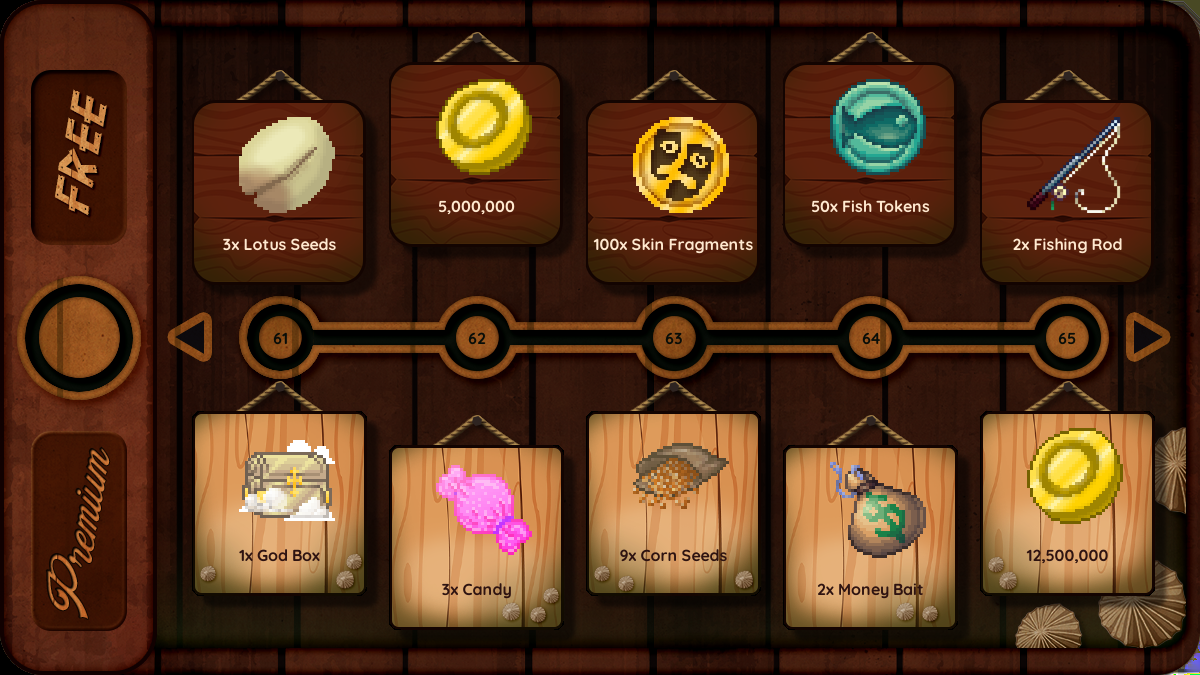 FREE
3x Lotus Seeds
5,000,000
100x Skin Fragments
50x Fish Tokens
2x Fishing Rod
61
62
63
64
65
Premium
1x God Box
3x Candy
9x Corn Seeds
2x Money Bait
12,500,000